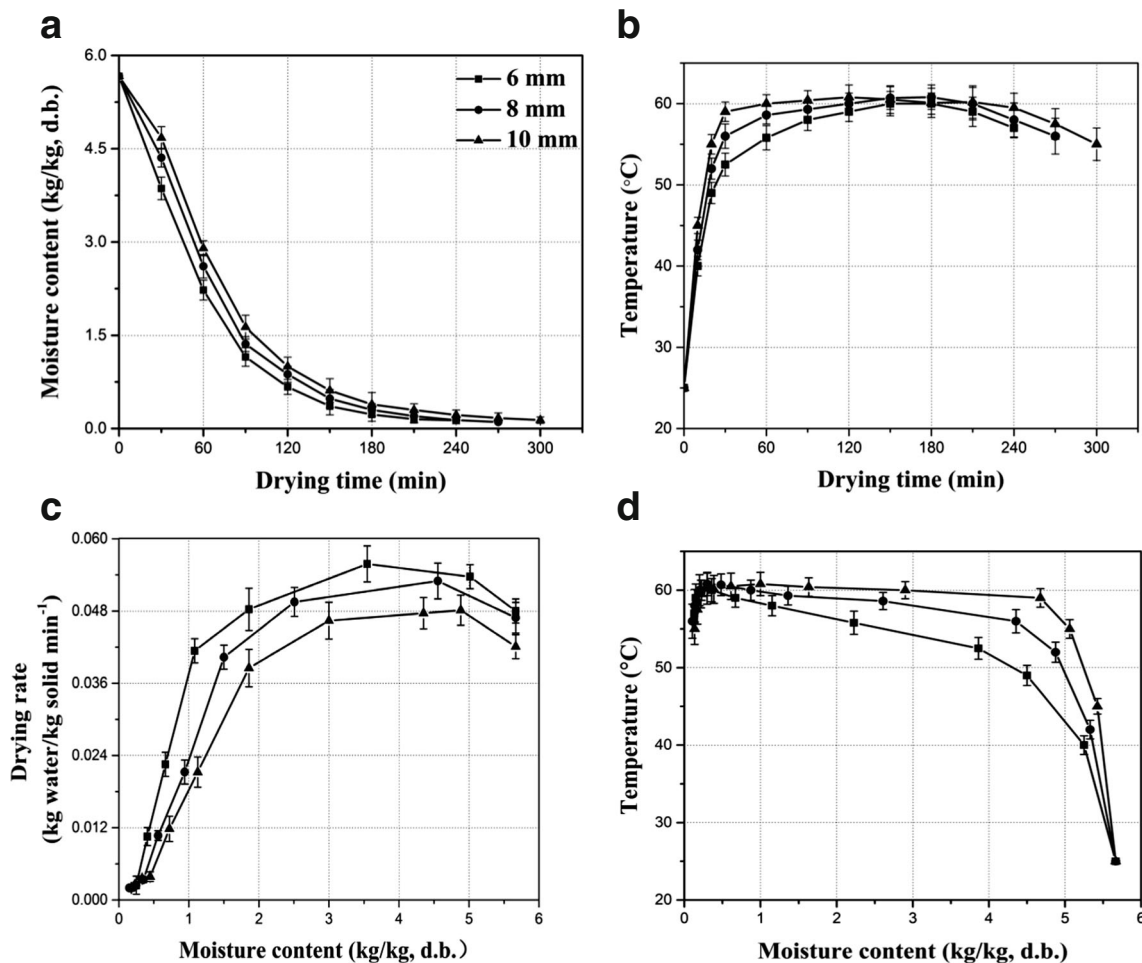 a
6.0
4.5
3.0
1.5
0.0
Moisture content (kg/kg, d.b.)
6 mm
8 mm
10 mm
0 60 120 180 240 300
Drying time (min)
b
60
50
40
30
20
Temperature (°C)
0 60 120 180 240 300
Drying time (min)
c
0.060
0.048
0.036
0.024
0.012
0.000
Drying rate
(kg water/kg solid min⁻¹)
0 1 2 3 4 5 6
Moisture content (kg/kg, d.b.)
d
60
50
40
30
20
Temperature (°C)
0 1 2 3 4 5 6
Moisture content (kg/kg, d.b.)